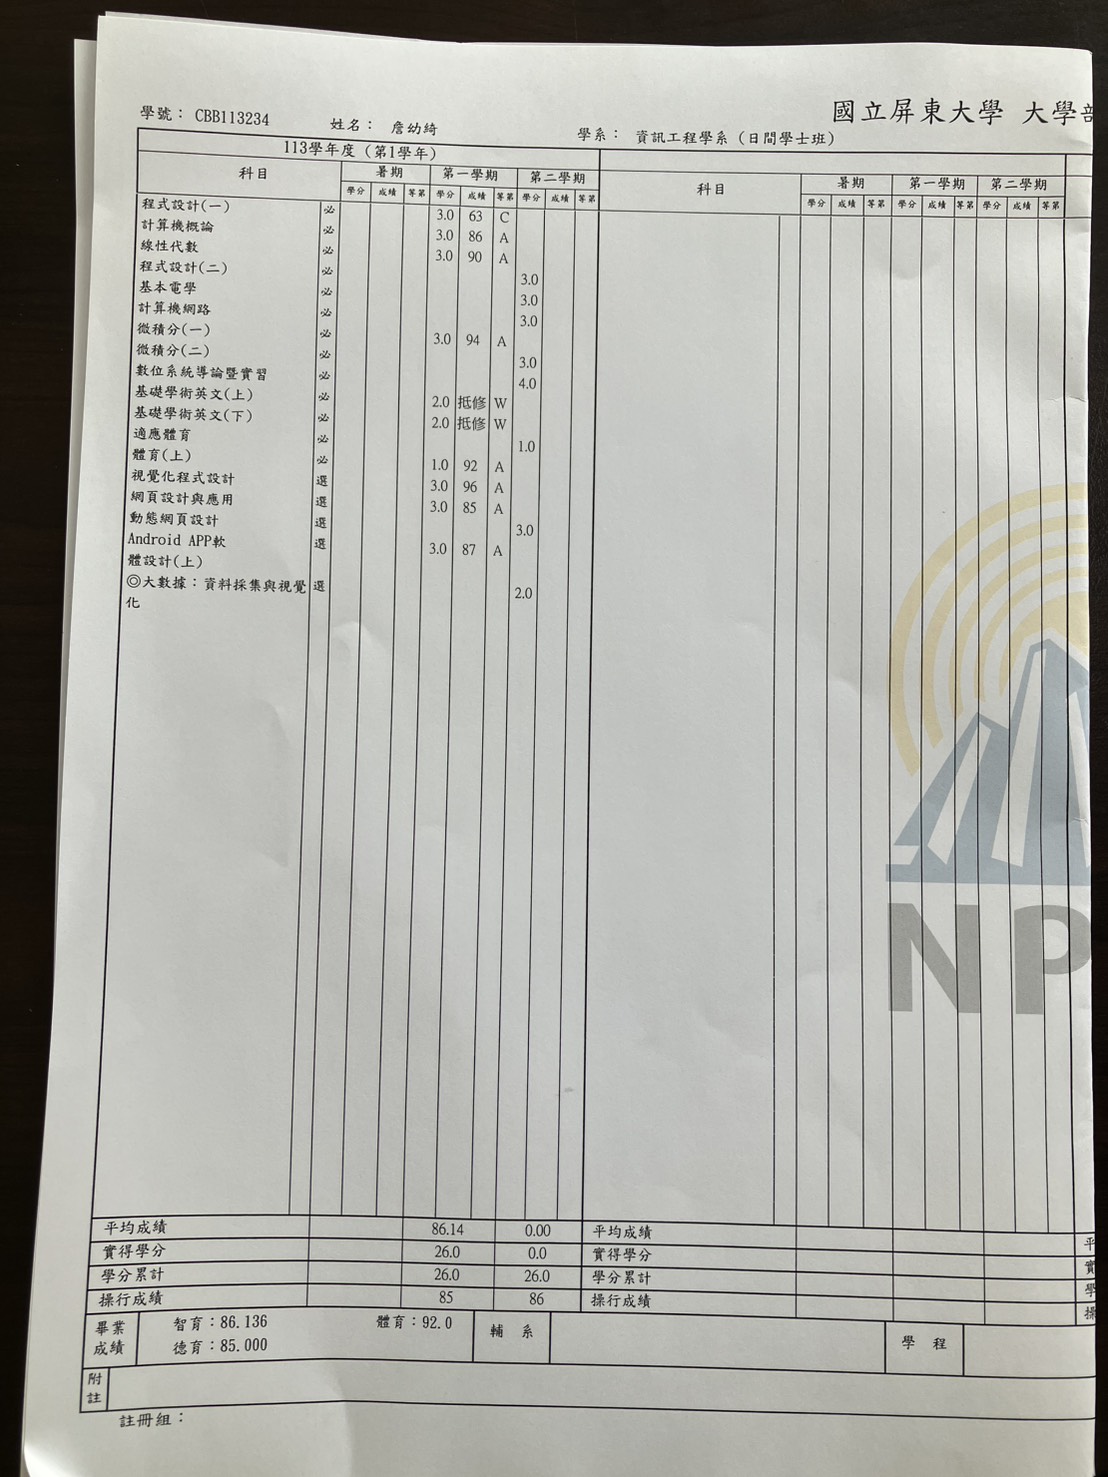 國立屏東大學 大學部
學號： CBB113234 姓名： 詹幼綺 學系： 資訊工程學系 (日間學士班)
113學年度 (第1學年)
科目 暑期 第一學期 第二學期 科目 暑期 第一學期 第二學期
學分 成績 等第 學分 成績 等第 學分 成績 等第 學分 成績 等第 學分 成績 等第 學分 成績 等第
程式設計(一) 必 3.0 63 C
計算機概論 必 3.0 86 A
線性代數 必 3.0 90 A
程式設計(二) 必 3.0
基本電學 必 3.0
計算機網路 必 3.0
微積分(一) 必 3.0 94 A
微積分(二) 必 3.0
數位系統導論暨實習 必 4.0
基礎學術英文(上) 必 2.0 抵修 W
基礎學術英文(下) 必 2.0 抵修 W
適應體育 必 1.0
體育(上) 必 1.0 92 A
視覺化程式設計 選 3.0 96 A
網頁設計與應用 選 3.0 85 A
動態網頁設計 選 3.0
Android APP軟 選 3.0 87 A
體設計(上)
◎大數據：資料採集與視覺 選 2.0
化
NP
平均成績 86.14 0.00 平均成績 平
實得學分 26.0 0.0 實得學分 實
學分累計 26.0 26.0 學分累計 學
操行成績 85 86 操行成績 操
畢業成績 智育：86.136 體育：92.0 輔 系 學 程
德育：85.000
附註
註冊組：